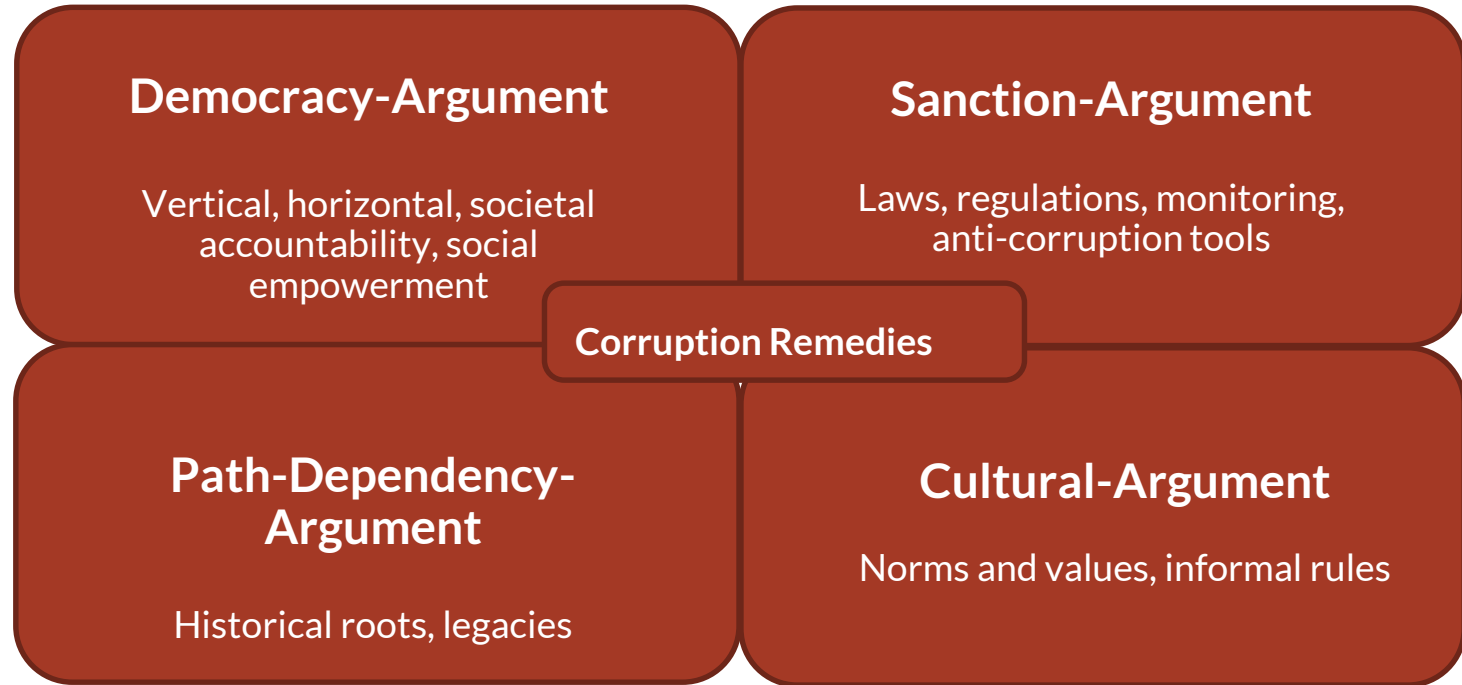 Democracy-Argument
Vertical, horizontal, societal
accountability, social
empowerment
Sanction-Argument
Laws, regulations, monitoring,
anti-corruption tools
Corruption Remedies
Path-Dependency-
Argument
Historical roots, legacies
Cultural-Argument
Norms and values, informal rules